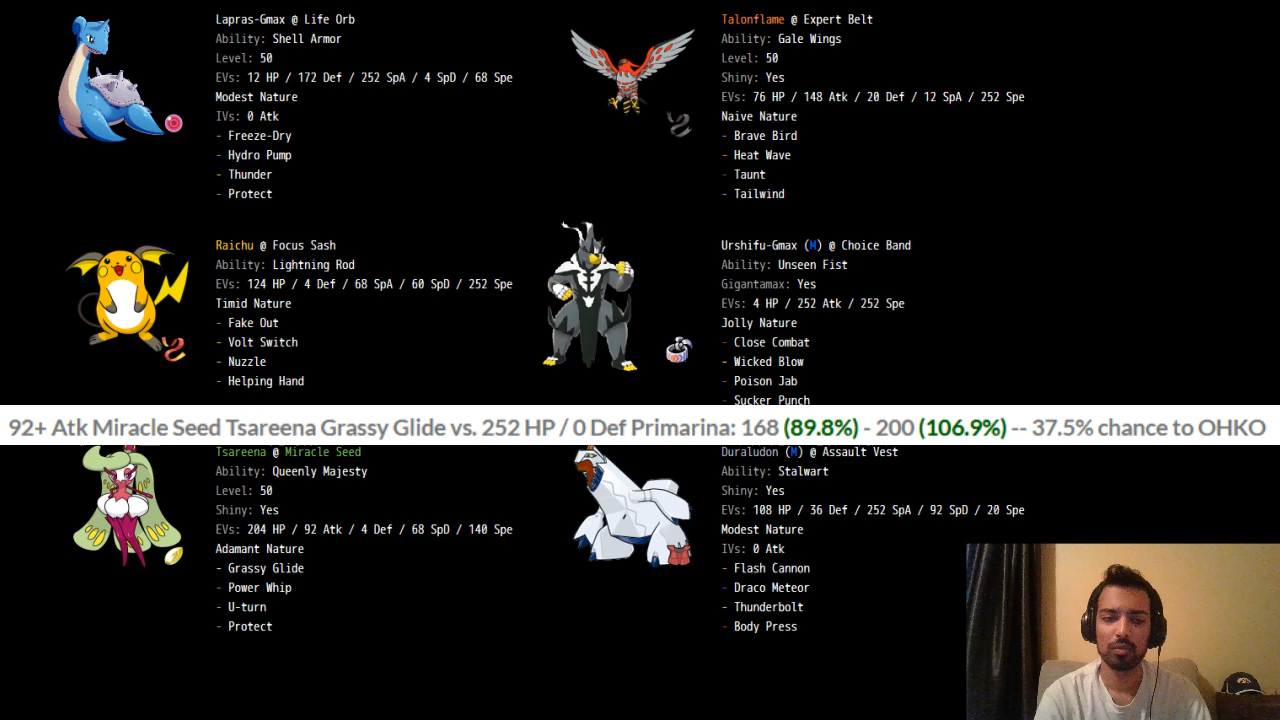 Lapras-Gmax @ Life Orb
Ability: Shell Armor
Level: 50
EVs: 12 HP / 172 Def / 252 SpA / 4 SpD / 68 Spe
Modest Nature
IVs: 0 Atk
- Freeze-Dry
- Hydro Pump
- Thunder
- Protect
Talonflame @ Expert Belt
Ability: Gale Wings
Level: 50
Shiny: Yes
EVs: 76 HP / 148 Atk / 20 Def / 12 SpA / 252 Spe
Naive Nature
- Brave Bird
- Heat Wave
- Taunt
- Tailwind
Raichu @ Focus Sash
Ability: Lightning Rod
EVs: 124 HP / 4 Def / 68 SpA / 60 SpD / 252 Spe
Timid Nature
- Fake Out
- Volt Switch
- Nuzzle
- Helping Hand
Urshifu-Gmax (M) @ Choice Band
Ability: Unseen Fist
Gigantamax: Yes
EVs: 4 HP / 252 Atk / 252 Spe
Jolly Nature
- Close Combat
- Wicked Blow
- Poison Jab
- Sucker Punch
92+ Atk Miracle Seed Tsareena Grassy Glide vs. 252 HP / 0 Def Primarina: 168 (89.8%) - 200 (106.9%) -- 37.5% chance to OHKO
Tsareena @ Miracle Seed
Ability: Queenly Majesty
Level: 50
Shiny: Yes
EVs: 204 HP / 92 Atk / 4 Def / 68 SpD / 140 Spe
Adamant Nature
- Grassy Glide
- Power Whip
- U-turn
- Protect
Duraludon (M) @ Assault Vest
Ability: Stalwart
Shiny: Yes
EVs: 108 HP / 36 Def / 252 SpA / 92 SpD / 20 Spe
Modest Nature
IVs: 0 Atk
- Flash Cannon
- Draco Meteor
- Thunderbolt
- Body Press